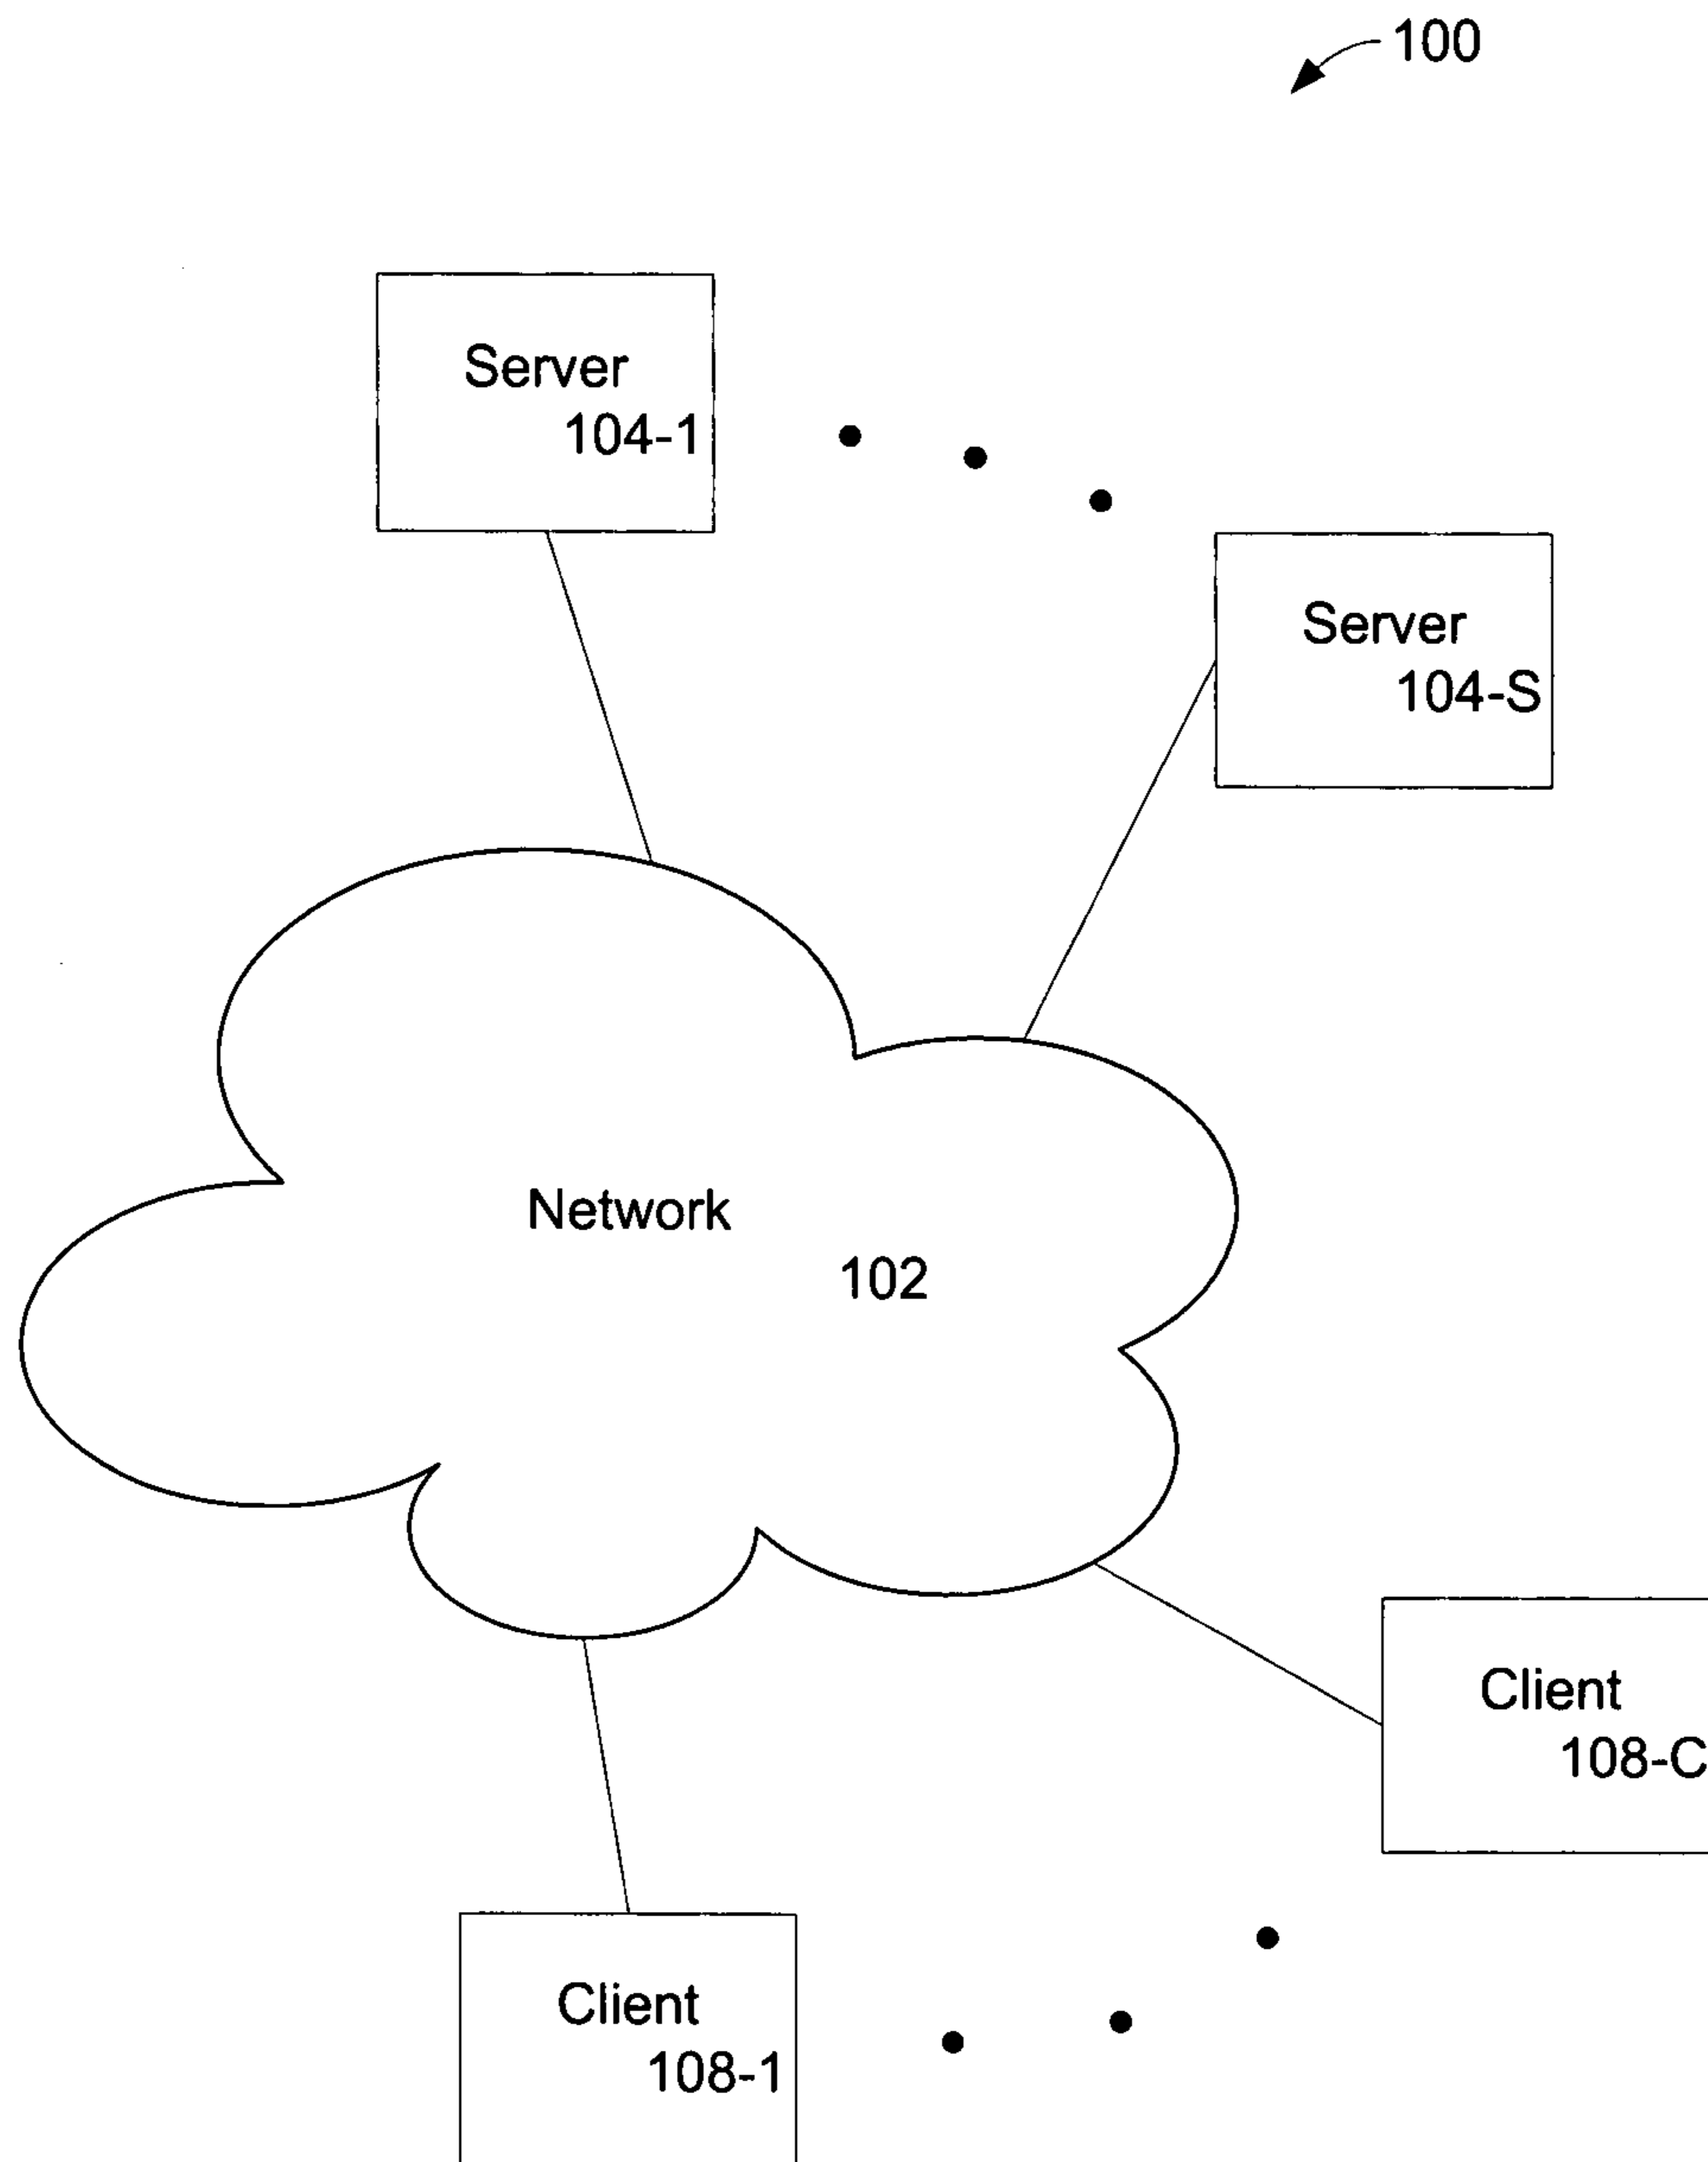 100
Server
104-1
Server
104-S
Network
102
Client
108-C
Client
108-1